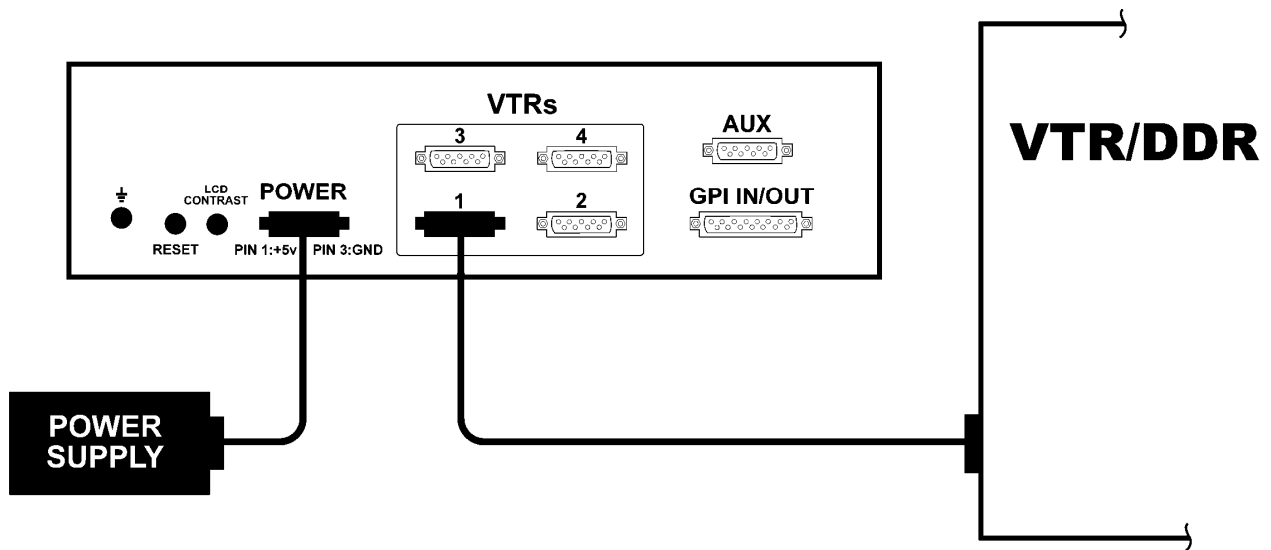 VTRs
3
4
AUX
VTR/DDR
LCD
CONTRAST
POWER
1
2
GPI IN/OUT
RESET
PIN 1:+5v
PIN 3:GND
POWER
SUPPLY